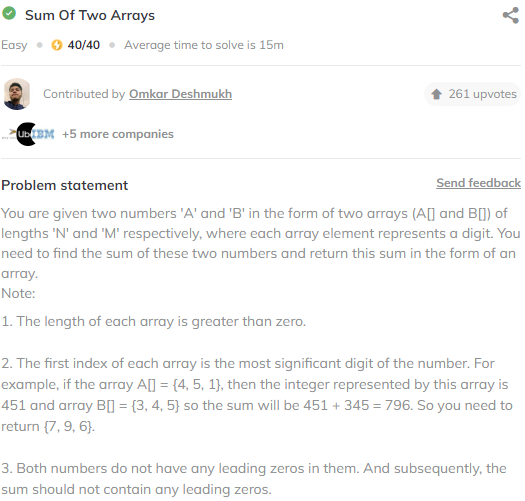 Sum Of Two Arrays
Easy 40/40 Average time to solve is 15m
Contributed by Omkar Deshmukh 261 upvotes
Ub IBM +5 more companies
Problem statement Send feedback
You are given two numbers 'A' and 'B' in the form of two arrays (A[] and B[]) of
lengths 'N' and 'M' respectively, where each array element represents a digit. You
need to find the sum of these two numbers and return this sum in the form of an
array.
Note:
1. The length of each array is greater than zero.
2. The first index of each array is the most significant digit of the number. For
example, if the array A[] = {4, 5, 1}, then the integer represented by this array is
451 and array B[] = {3, 4, 5} so the sum will be 451 + 345 = 796. So you need to
return {7, 9, 6}.
3. Both numbers do not have any leading zeros in them. And subsequently, the
sum should not contain any leading zeros.